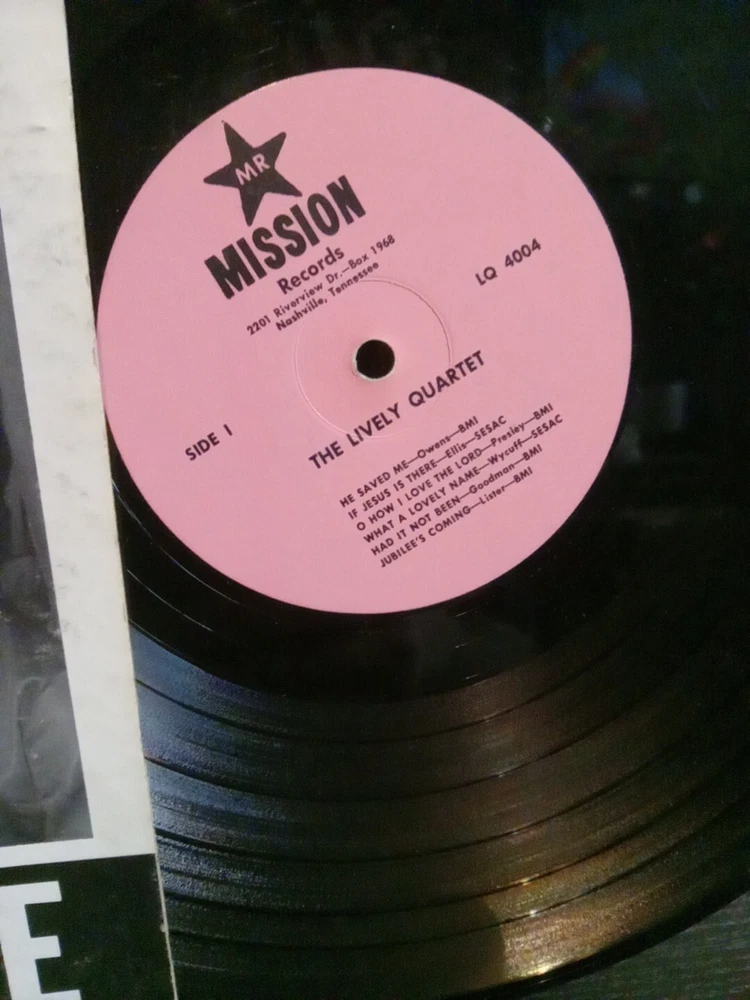 MR
MISSION
Records
2201 Riverview Dr.—Box 1968
Nashville, Tennessee
LQ 4004
SIDE 1
THE LIVELY QUARTET
HE SAVED ME—Owens—BMI
IF JESUS IS THERE—Ellis—SESAC
O HOW I LOVE THE LORD—Presley—BMI
WHAT A LOVELY NAME—Wycuff—SESAC
HAD IT NOT BEEN—Goodman—BMI
JUBILEE'S COMING—Lister—BMI
E